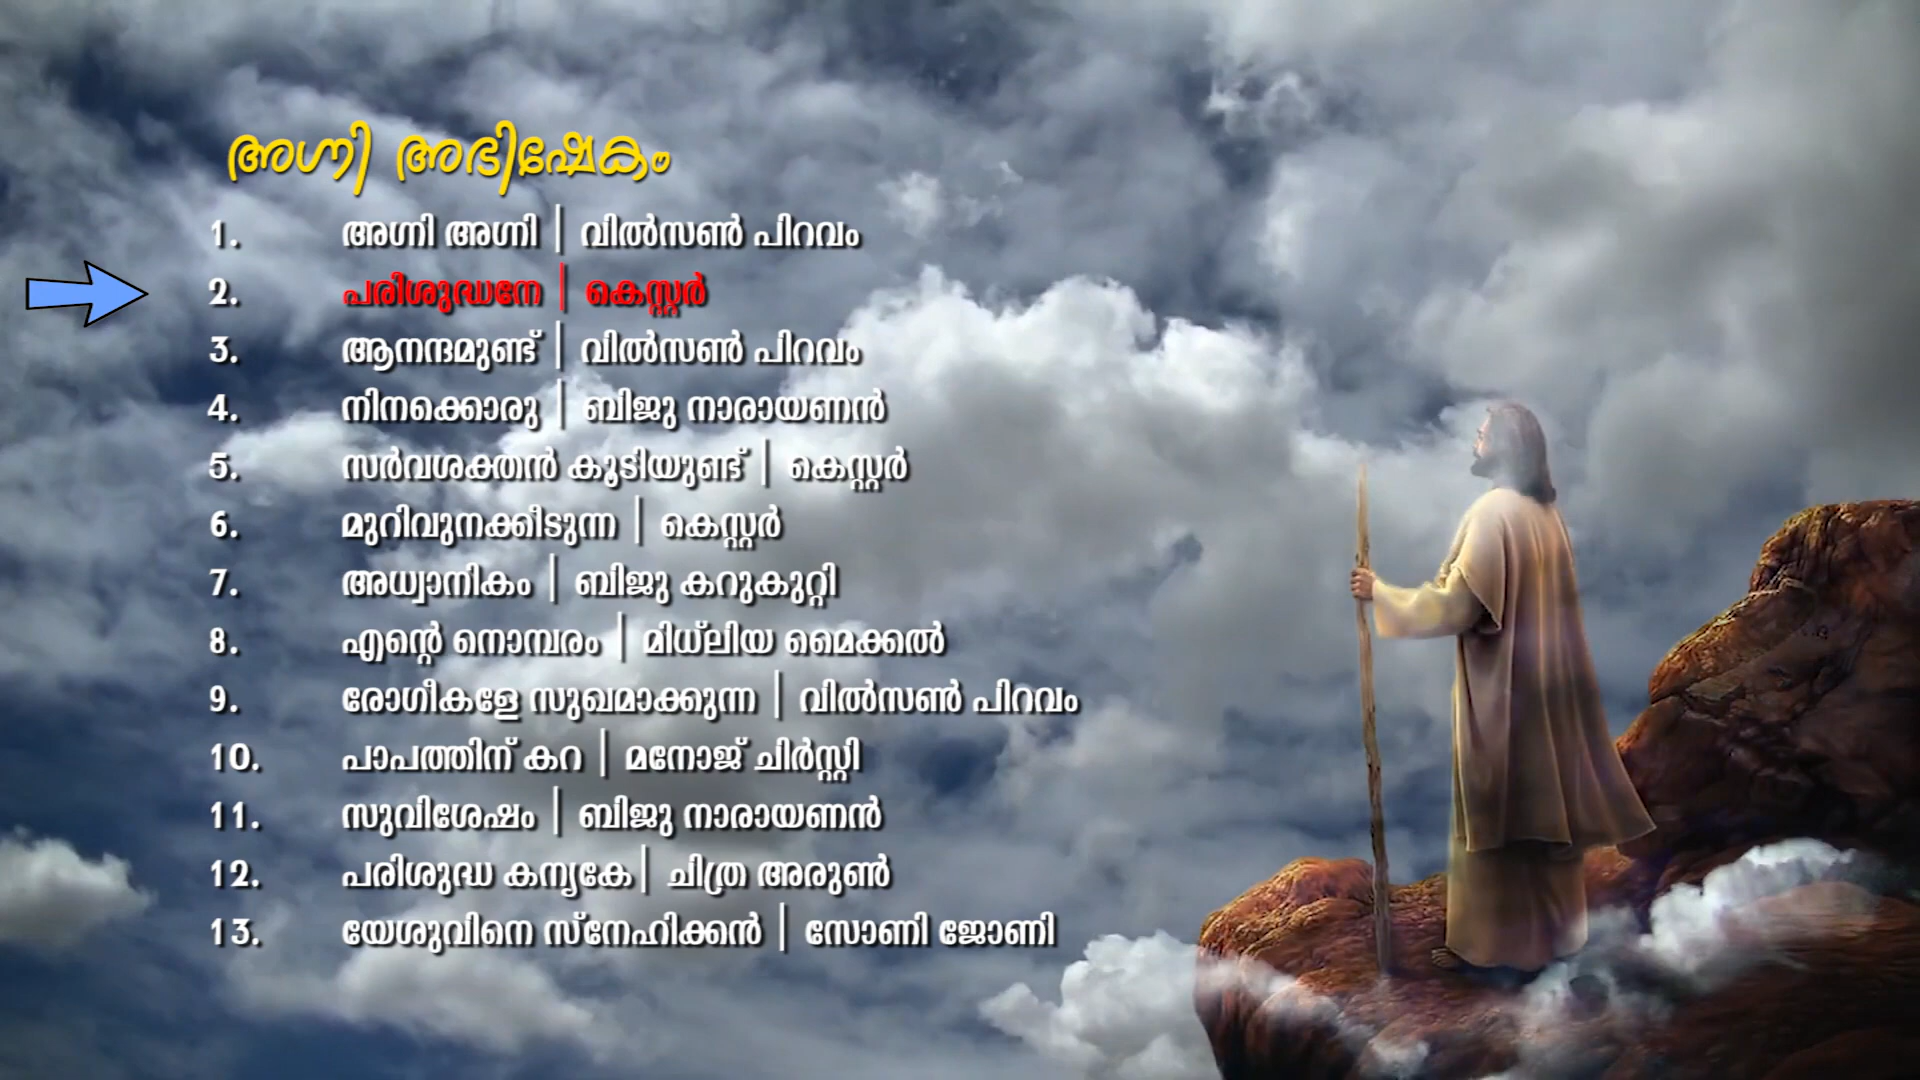 അഗ്നി അഭിഷേകം
1. അഗ്നി അഗ്നി | വിൽസൺ പിറവം
2. പരിശുദ്ധനേ | കെസ്റ്റർ
3. ആനന്ദമുണ്ട് | വിൽസൺ പിറവം
4. നിനക്കൊരു | ബിജു നാരായണൻ
5. സർവശക്തൻ കൂടിയുണ്ട് | കെസ്റ്റർ
6. മുറിവുനക്കീടുന്ന | കെസ്റ്റർ
7. അധ്വാനികം | ബിജു കറുകുറ്റി
8. എന്റെ നൊമ്പരം | മിധ്‌ലിയ മൈക്കൽ
9. രോഗീകളേ സുഖമാക്കുന്ന | വിൽസൺ പിറവം
10. പാപത്തിന് കറ | മനോജ് ചിർസ്റ്റി
11. സുവിശേഷം | ബിജു നാരായണൻ
12. പരിശുദ്ധ കന്യകേ | ചിത്ര അരുൺ
13. യേശുവിനെ സ്നേഹിക്കൻ | സോണി ജോണി